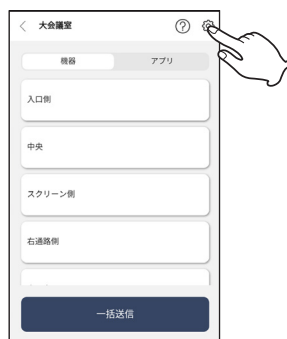 大会議室
機器
アプリ
入口側
中央
スクリーン側
右通路側
一括送信